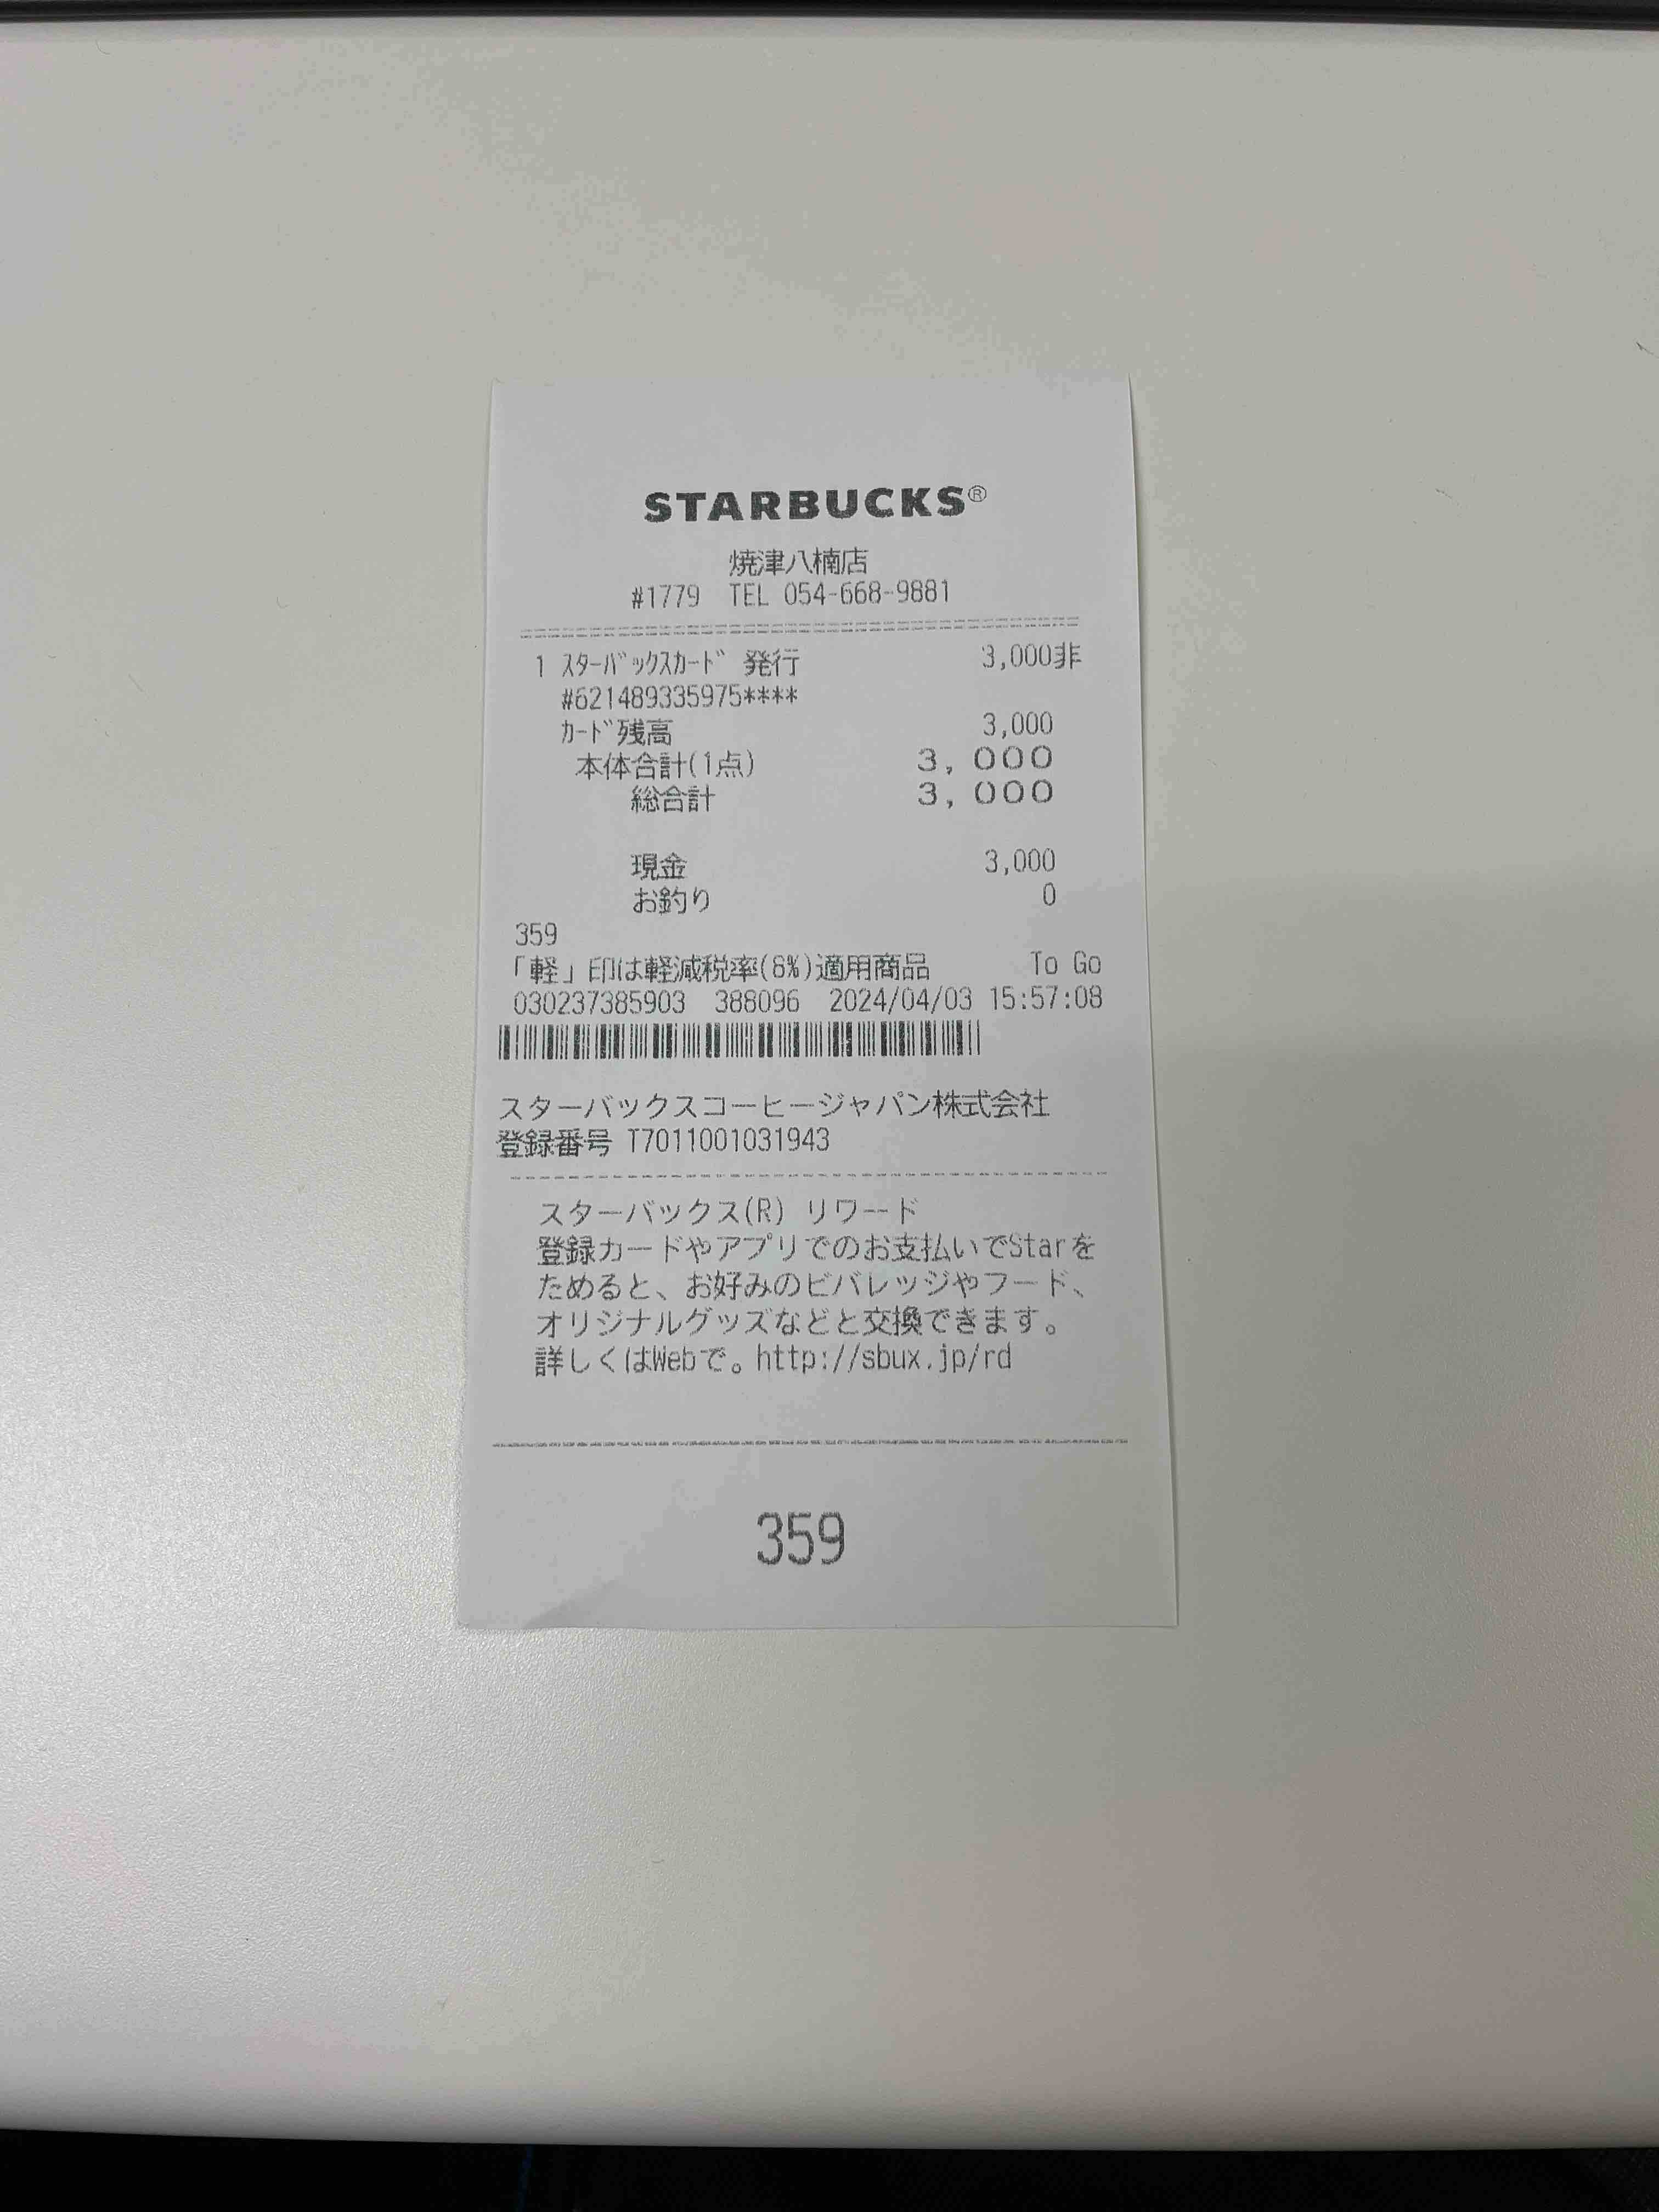 STARBUCKS®
焼津八楠店
#1779 TEL 054-668-9881
1 ｽﾀｰﾊﾞｯｸｽｶｰﾄﾞ 発行 3,000非
#621489335975****
ｶｰﾄﾞ残高 3,000
本体合計(1点) 3,000
総合計 3,000
現金 3,000
お釣り 0
359
「軽」印は軽減税率(8%)適用商品 To Go
030237385903 388096 2024/04/03 15:57:08
スターバックスコーヒージャパン株式会社
登録番号 T7011001031943
スターバックス(R) リワード
登録カードやアプリでのお支払いでStarを
ためると、お好みのビバレッジやフード、
オリジナルグッズなどと交換できます。
詳しくはWebで。http://sbux.jp/rd
359